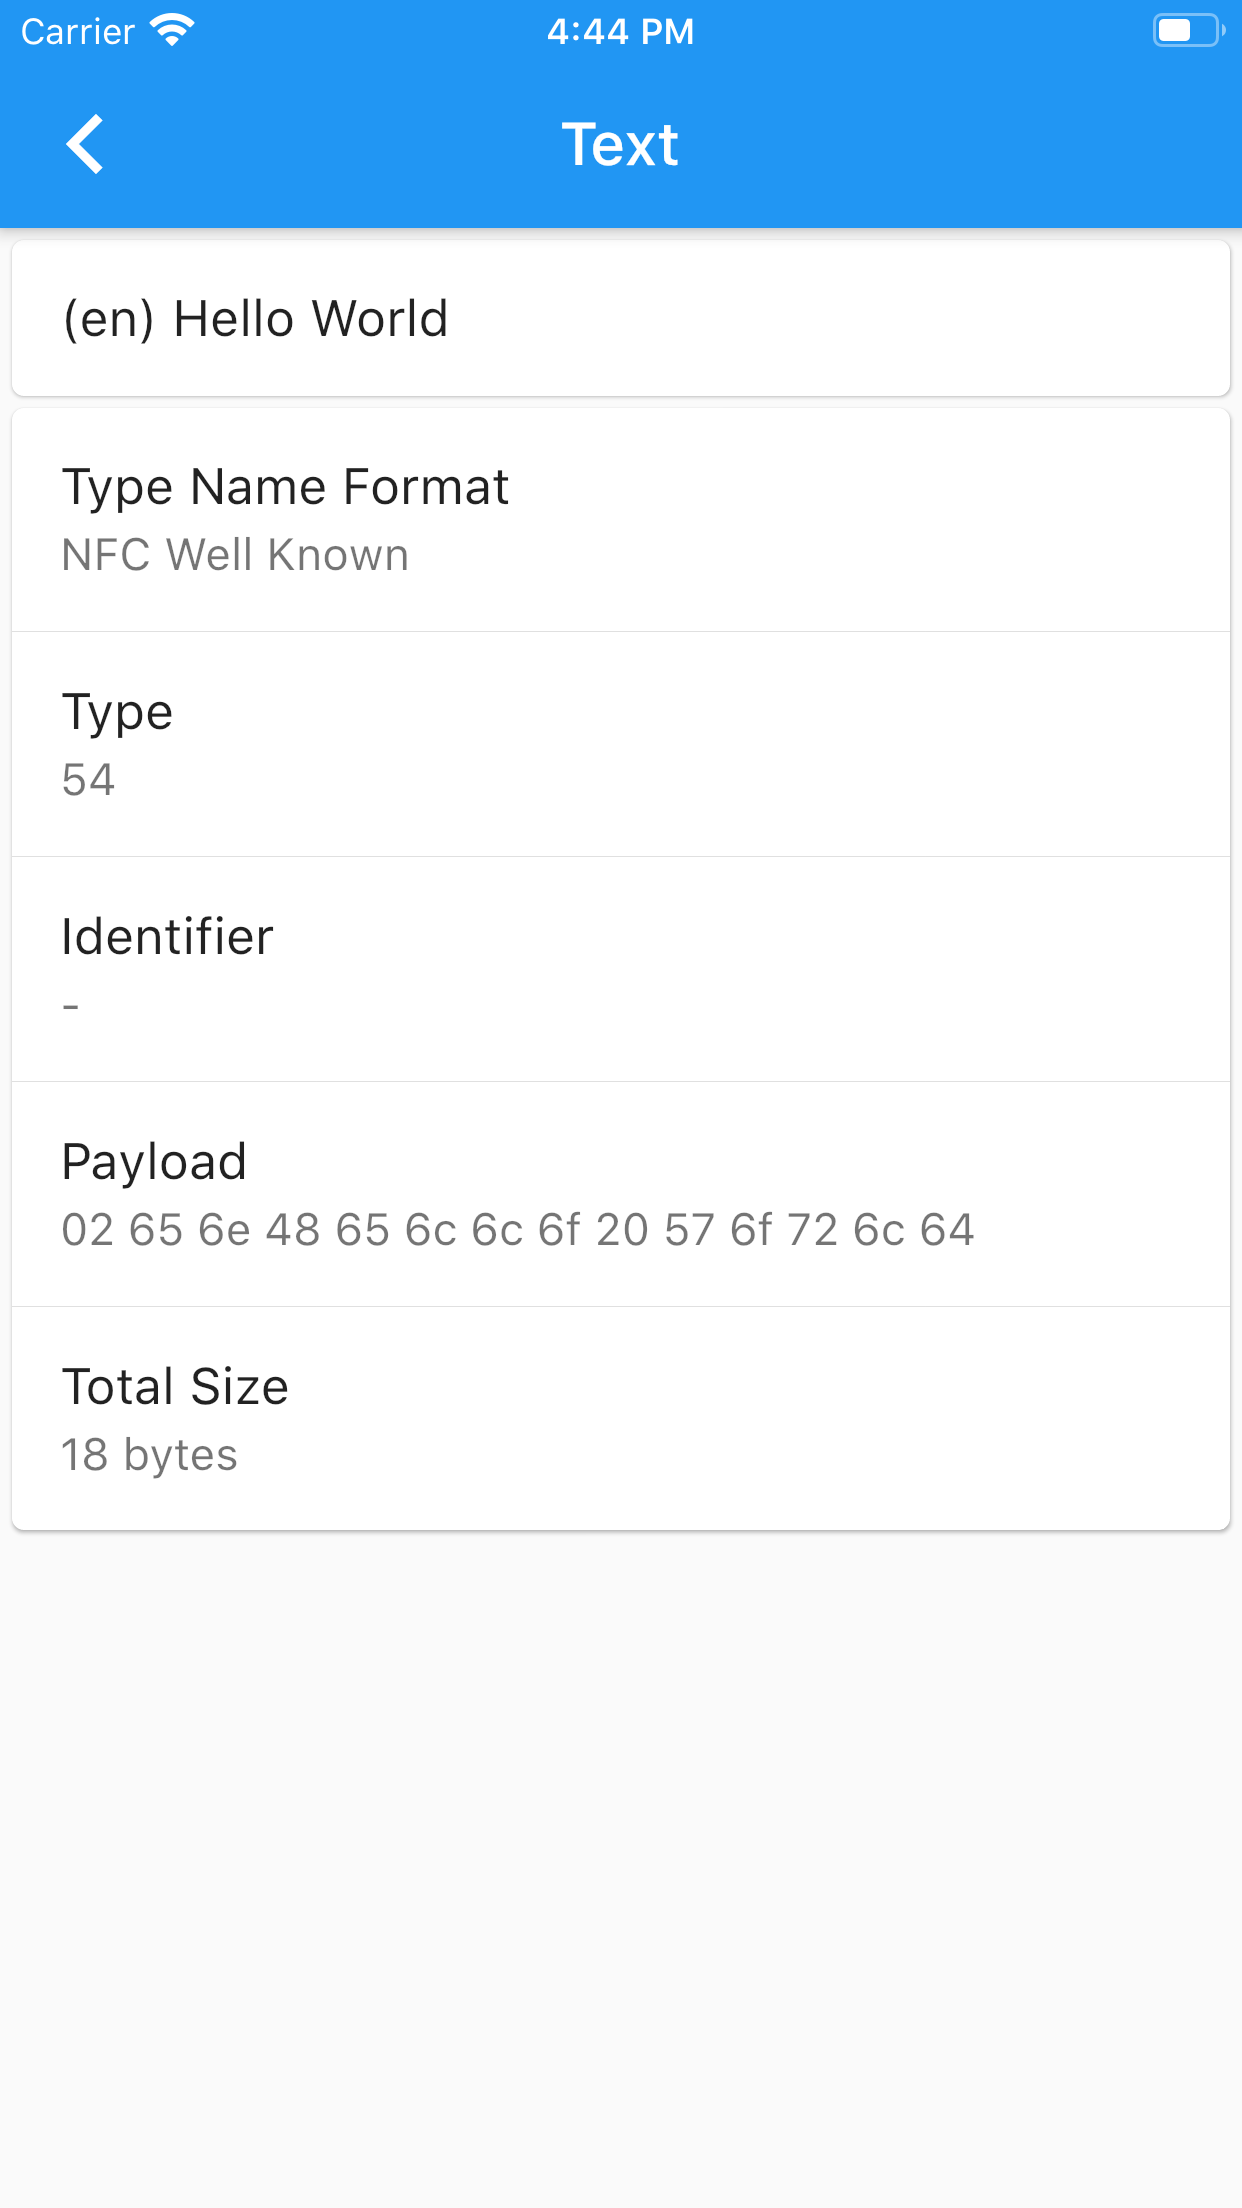 Carrier 4:44 PM
Text
(en) Hello World
Type Name Format
NFC Well Known
Type
54
Identifier
-
Payload
02 65 6e 48 65 6c 6c 6f 20 57 6f 72 6c 64
Total Size
18 bytes